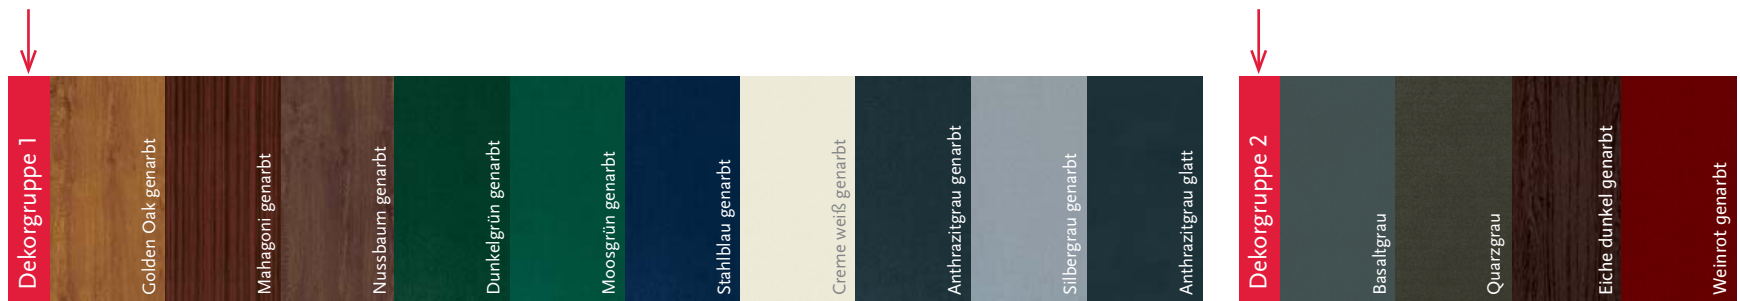 Dekorgruppe 1
Golden Oak genarbt
Mahagoni genarbt
Nussbaum genarbt
Dunkelgrün genarbt
Moosgrün genarbt
Stahlblau genarbt
Creme weiß genarbt
Anthrazitgrau genarbt
Silbergrau genarbt
Anthrazitgrau glatt
Dekorgruppe 2
Basaltgrau
Quarzgrau
Eiche dunkel genarbt
Weinrot genarbt